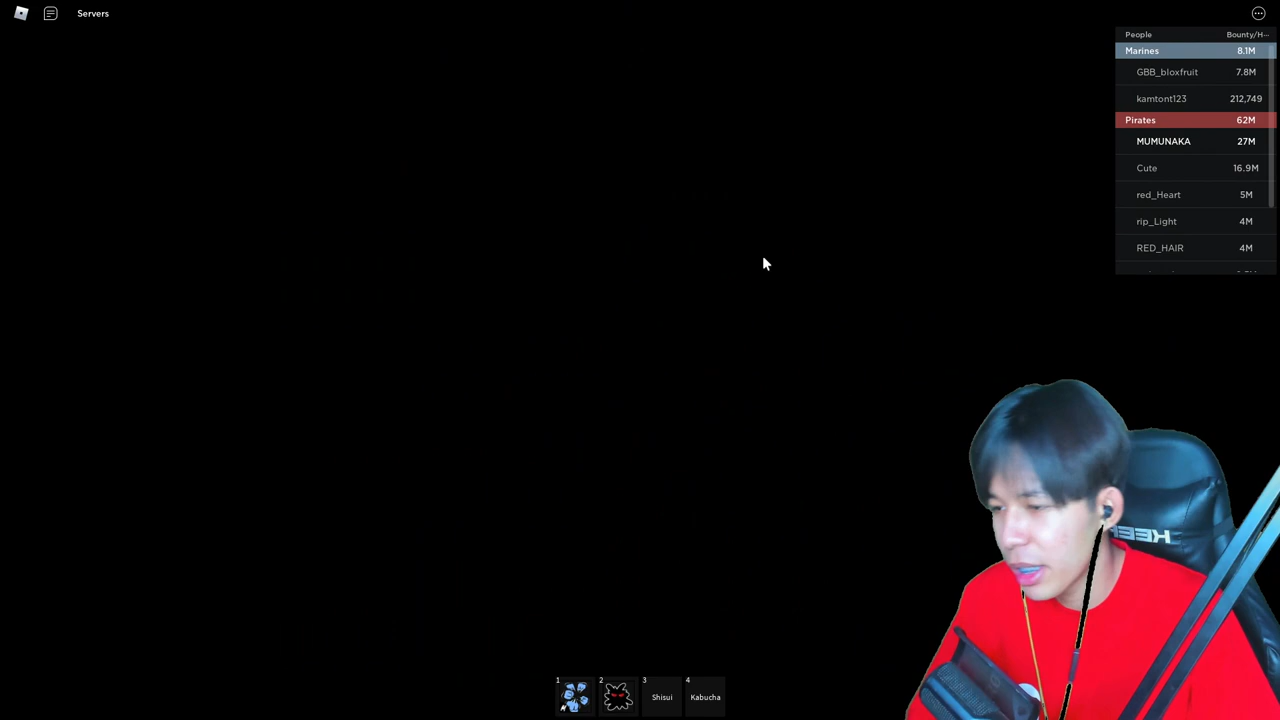 Servers
People Bounty/H...
Marines 8.1M
GBB_bloxfruit 7.8M
kamtont123 212,749
Pirates 62M
MUMUNAKA 27M
Cute 16.9M
red_Heart 5M
rip_Light 4M
RED_HAIR 4M
1 2 3 4
Shisui Kabucha